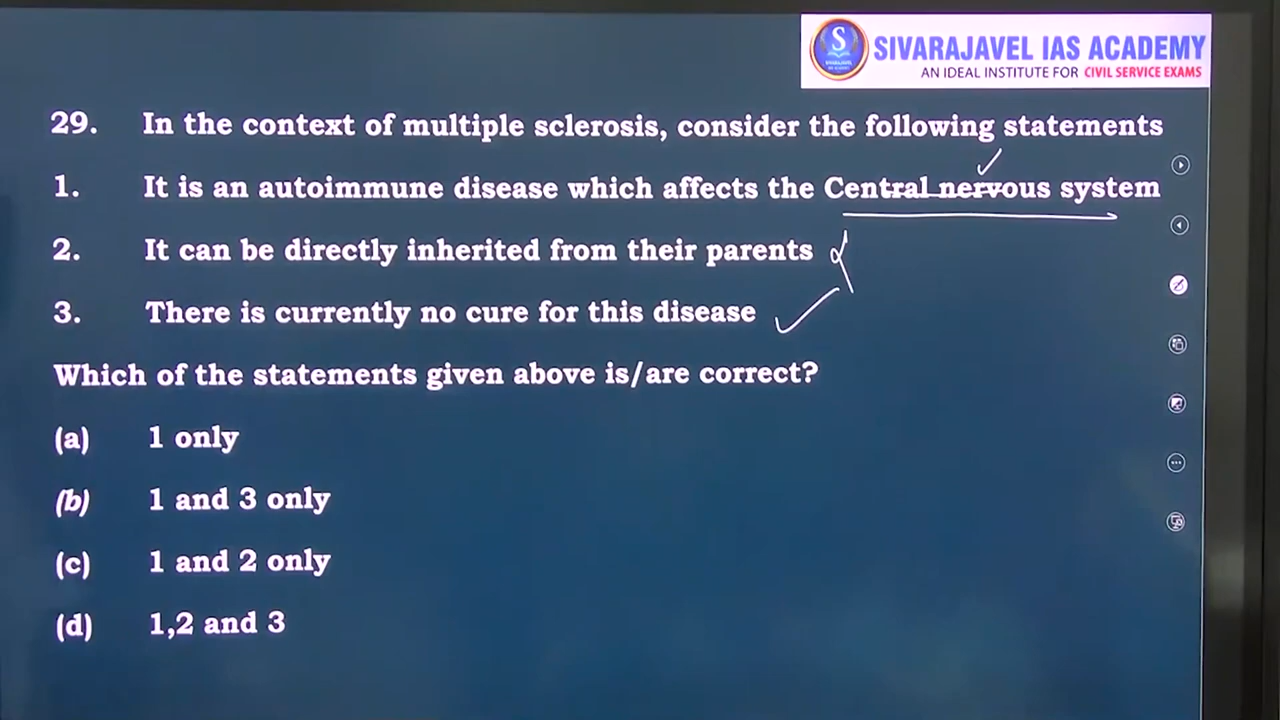 SIVARAJAVEL IAS ACADEMY
AN IDEAL INSTITUTE FOR CIVIL SERVICE EXAMS
29. In the context of multiple sclerosis, consider the following statements
1. It is an autoimmune disease which affects the Central nervous system
2. It can be directly inherited from their parents
3. There is currently no cure for this disease
Which of the statements given above is/are correct?
(a) 1 only
(b) 1 and 3 only
(c) 1 and 2 only
(d) 1,2 and 3